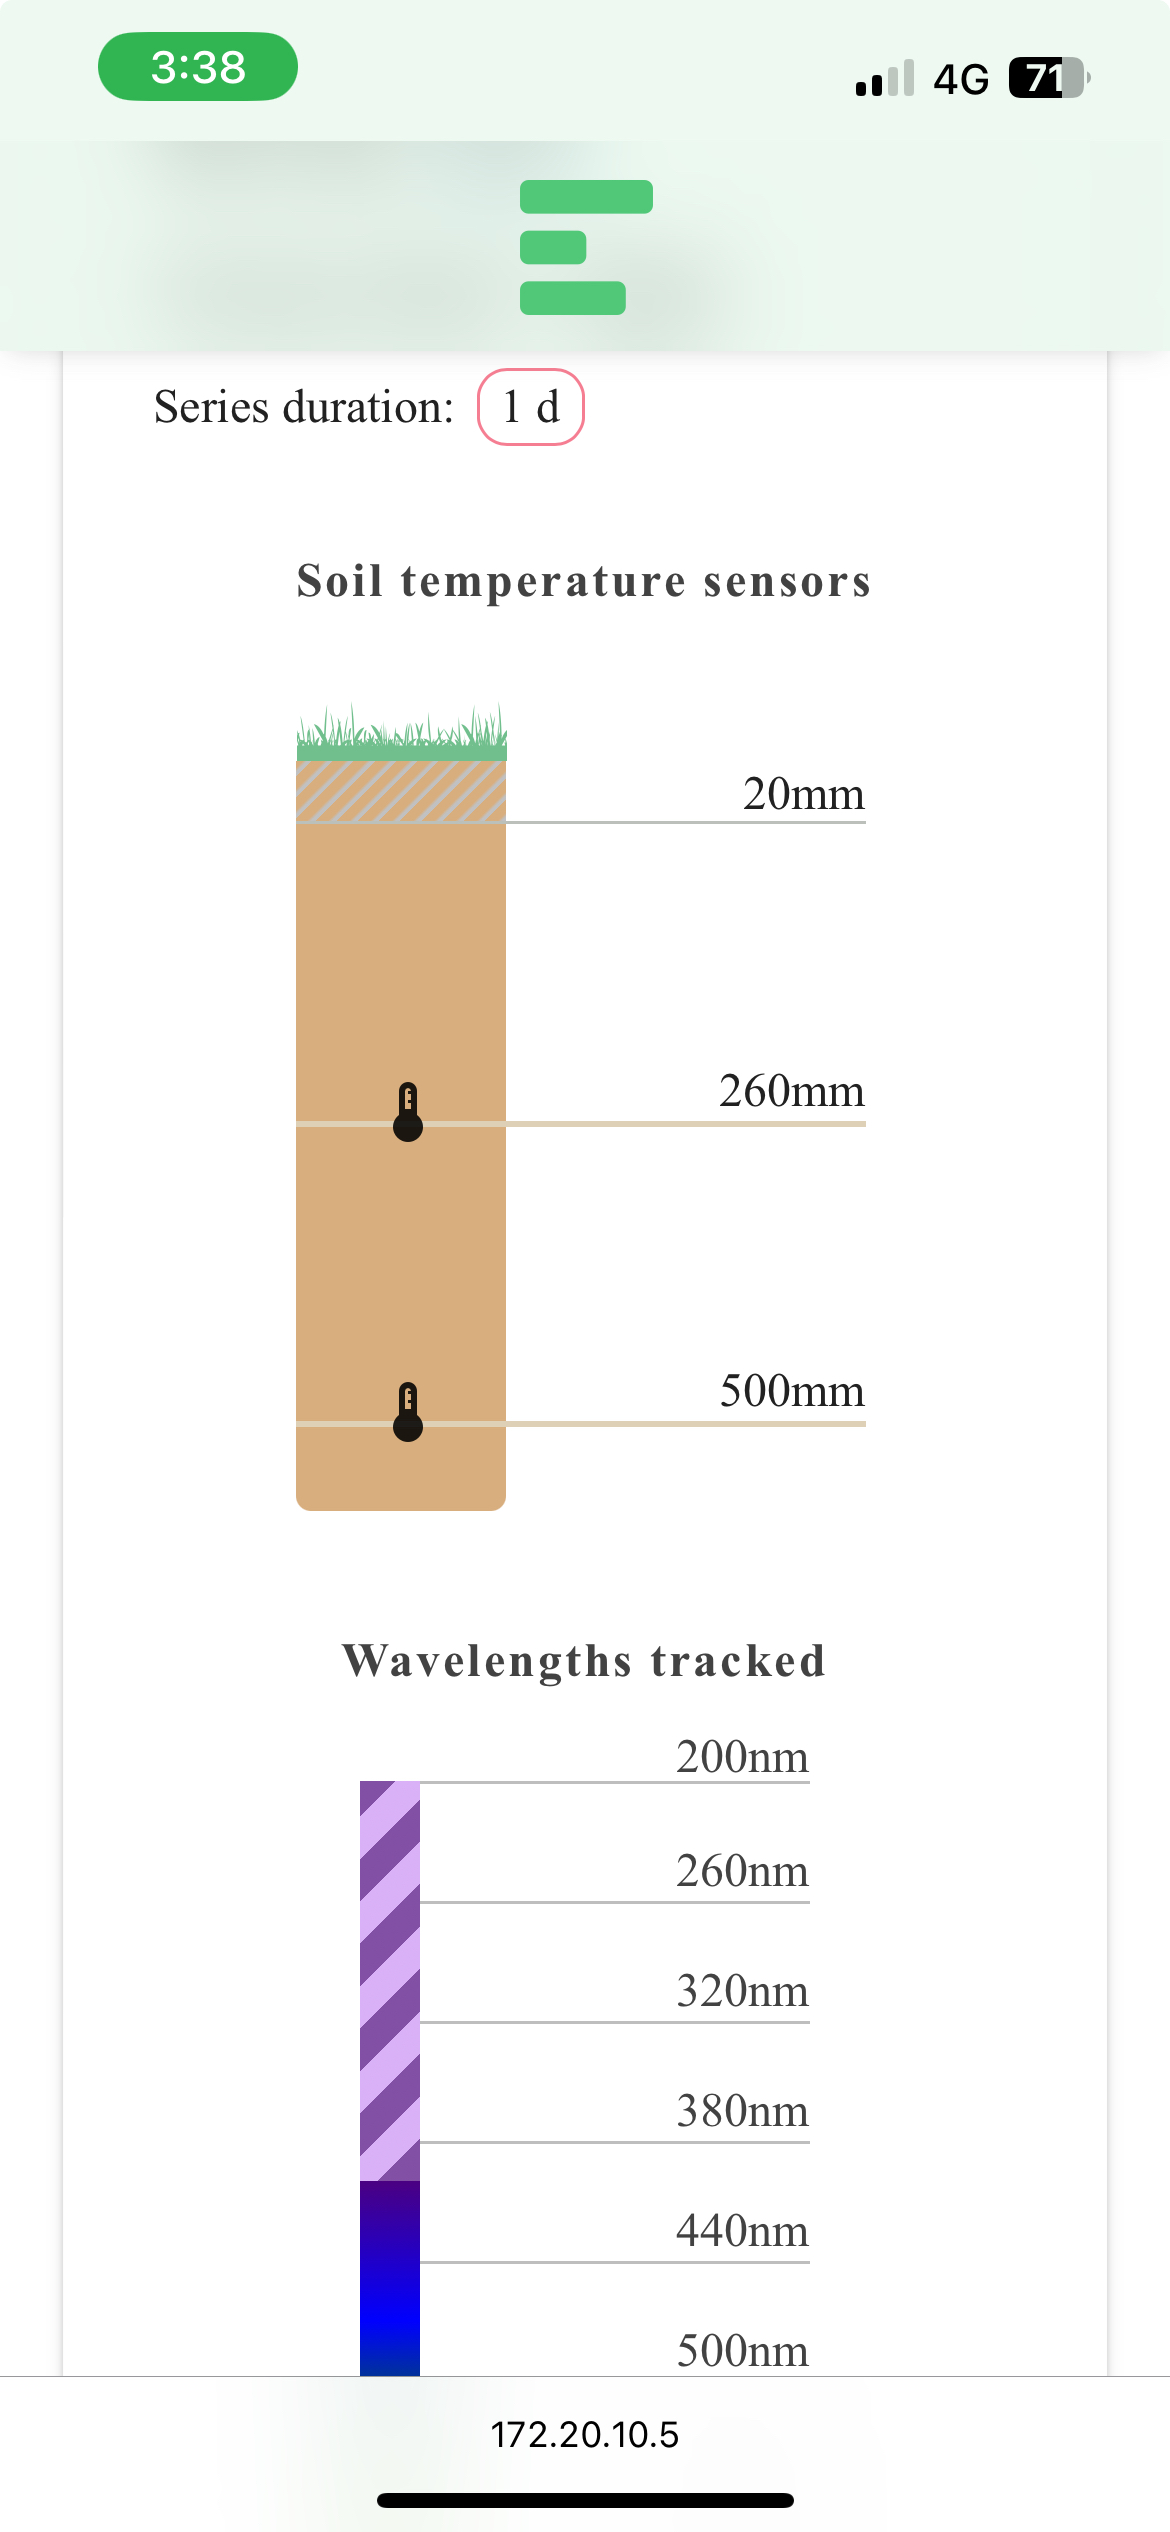 3:38
4G
71
Series duration: 1 d
Soil temperature sensors
20mm
260mm
500mm
Wavelengths tracked
200nm
260nm
320nm
380nm
440nm
500nm
172.20.10.5